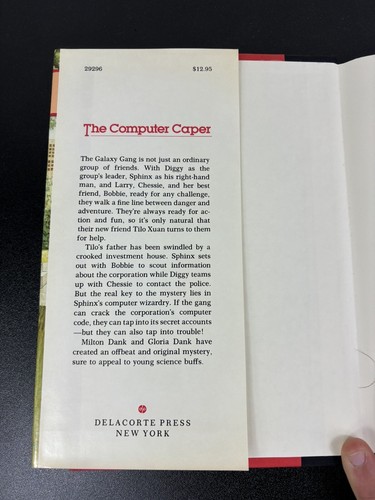 29296 $12.95
The Computer Caper
The Galaxy Gang is not just an ordinary
group of friends. With Diggy as the
group's leader, Sphinx as his right-hand
man, and Larry, Chessie, and her best
friend, Bobbie, ready for any challenge,
they walk a fine line between danger and
adventure. They're always ready for ac-
tion and fun, so it's only natural that
their new friend Tilo Xuan turns to them
for help.
Tilo's father has been swindled by a
crooked investment house. Sphinx sets
out with Bobbie to scout information
about the corporation while Diggy teams
up with Chessie to contact the police.
But the real key to the mystery lies in
Sphinx's computer wizardry. If the gang
can crack the corporation's computer
code, they can tap into its secret accounts
—but they can also tap into trouble!
Milton Dank and Gloria Dank have
created an offbeat and original mystery,
sure to appeal to young science buffs.
DELACORTE PRESS
NEW YORK